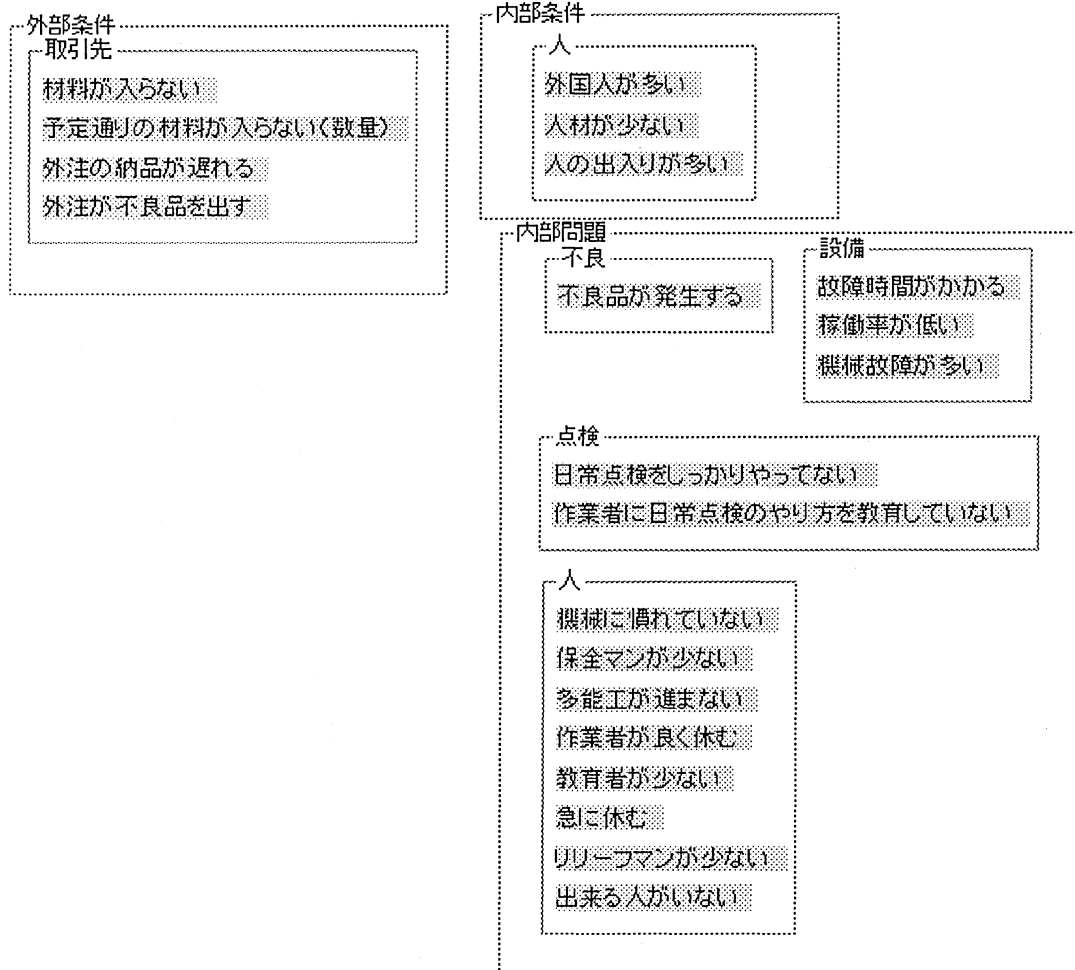 外部条件
取引先
材料が入らない
予定通りの材料が入らない(数量)
外注の納品が遅れる
外注が不良品を出す
内部条件
人
外国人が多い
人材が少ない
人の出入りが多い
内部問題
不良
不良品が発生する
設備
故障時間がかかる
稼働率が低い
機械故障が多い
点検
日常点検をしっかりやってない
作業者に日常点検のやり方を教育していない
人
機械に慣れていない
保全マンが少ない
多能工が進まない
作業者が良く休む
教育者が少ない
急に休む
リリーフマンが少ない
出来る人がいない